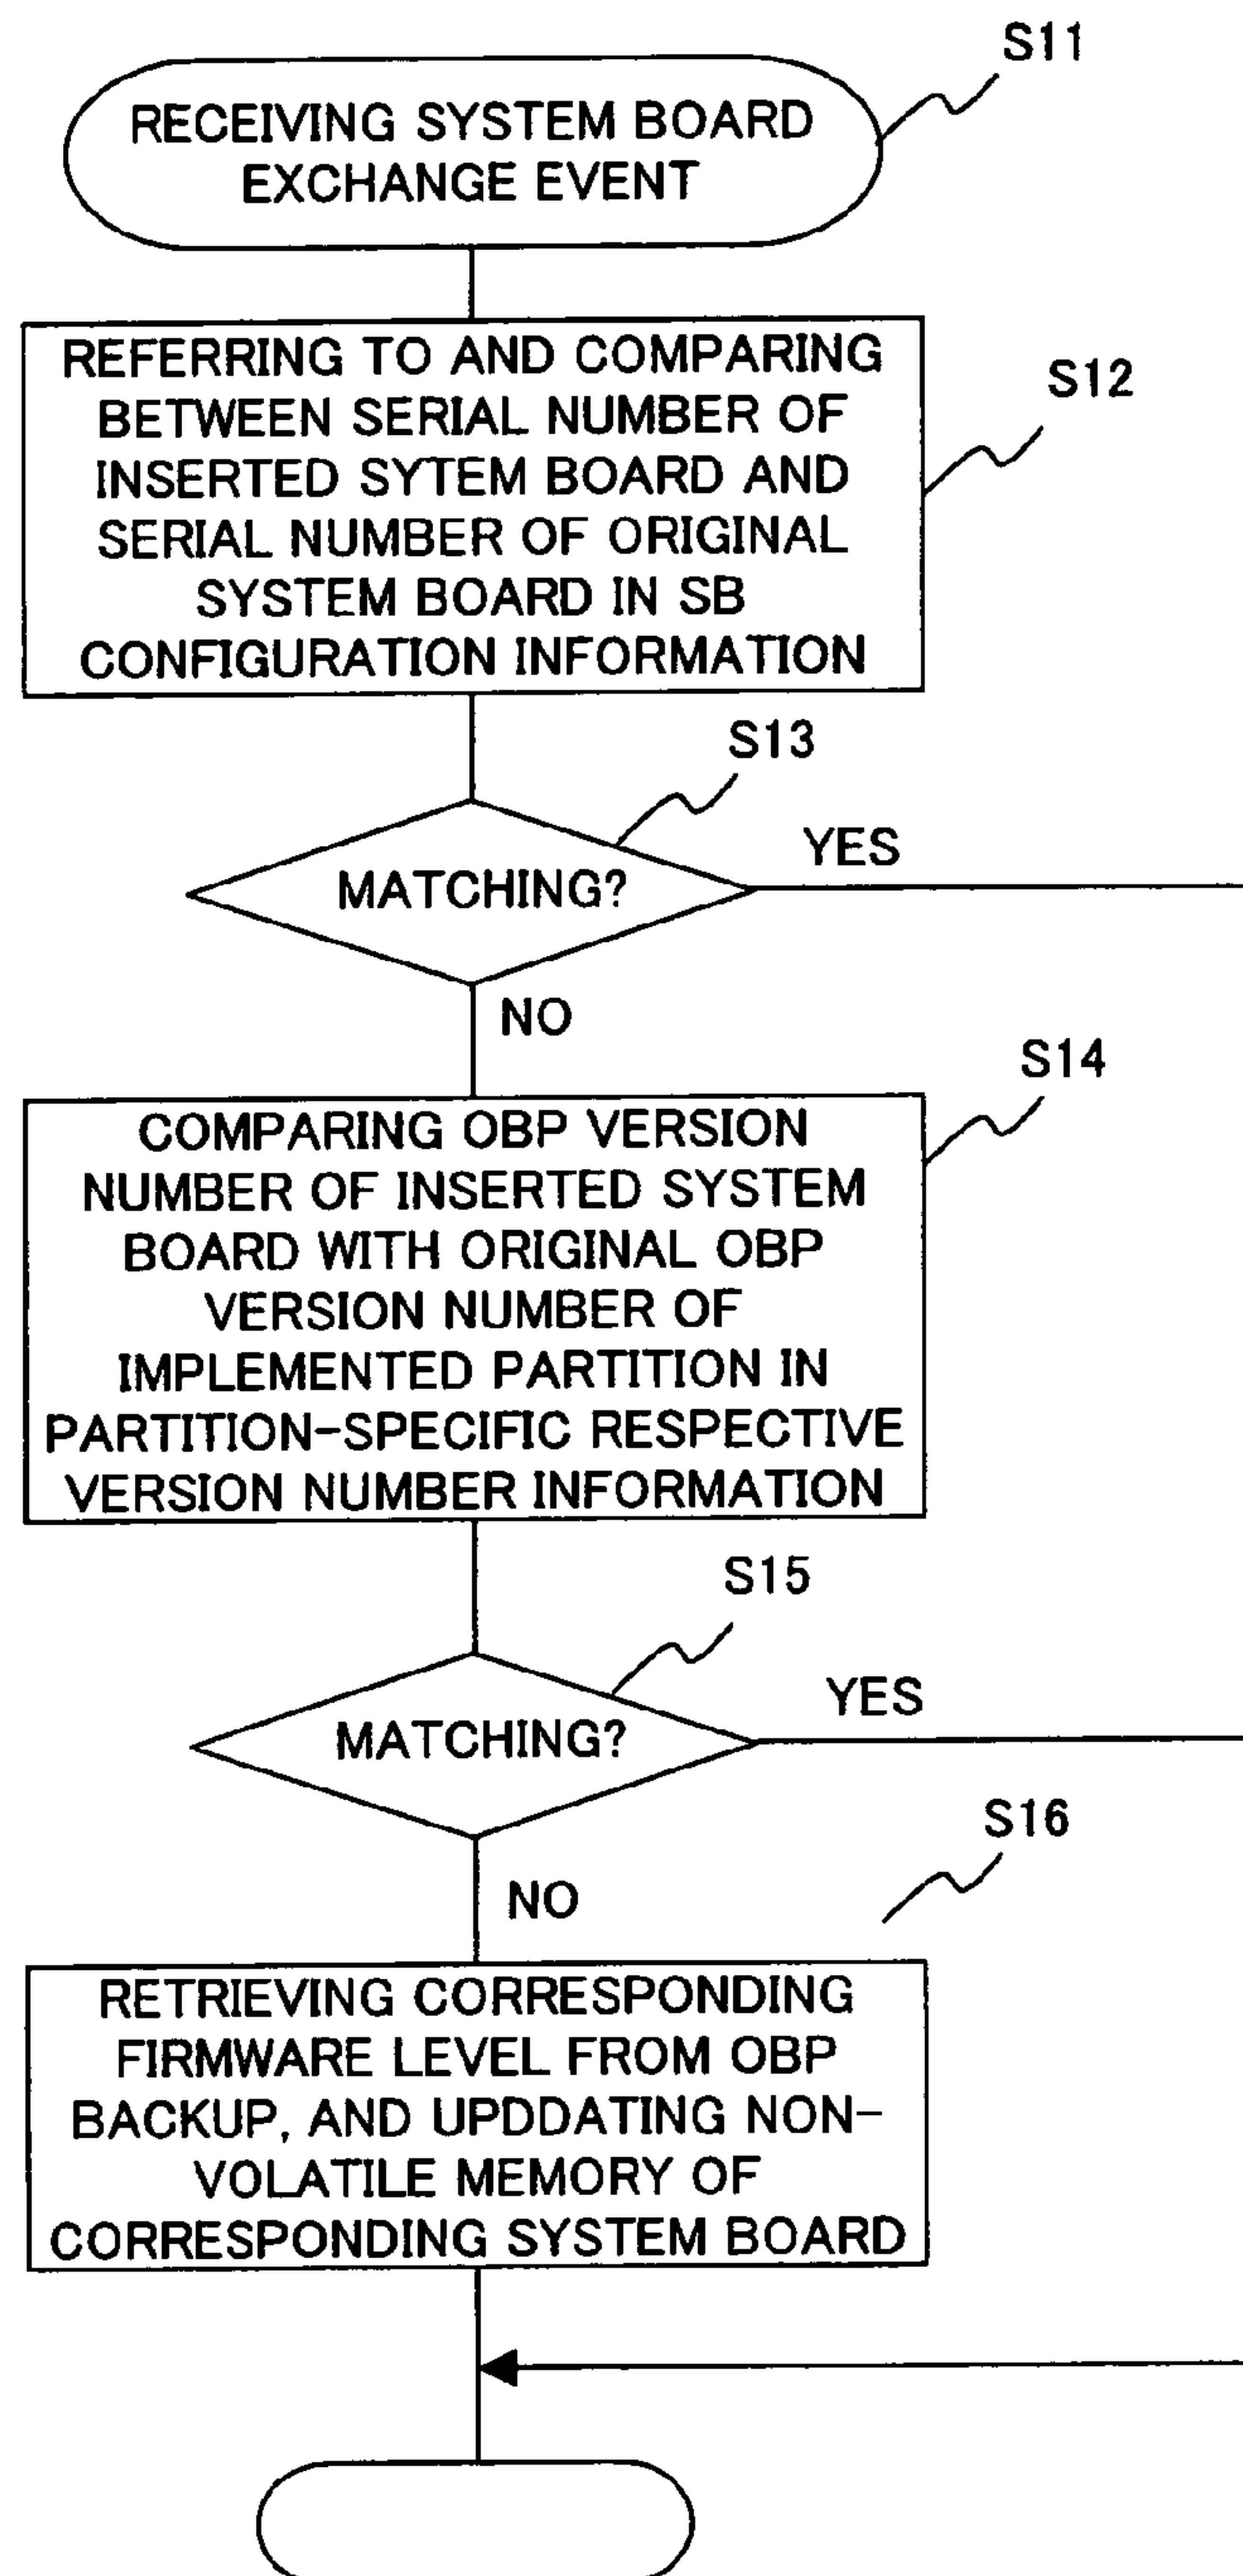 S11
RECEIVING SYSTEM BOARD
EXCHANGE EVENT
REFERRING TO AND COMPARING
BETWEEN SERIAL NUMBER OF
INSERTED SYTEM BOARD AND
SERIAL NUMBER OF ORIGINAL
SYSTEM BOARD IN SB
CONFIGURATION INFORMATION
S12
S13
MATCHING?
YES
NO
S14
COMPARING OBP VERSION
NUMBER OF INSERTED SYSTEM
BOARD WITH ORIGINAL OBP
VERSION NUMBER OF
IMPLEMENTED PARTITION IN
PARTITION-SPECIFIC RESPECTIVE
VERSION NUMBER INFORMATION
S15
MATCHING?
YES
NO
S16
RETRIEVING CORRESPONDING
FIRMWARE LEVEL FROM OBP
BACKUP, AND UPDDATING NON-
VOLATILE MEMORY OF
CORRESPONDING SYSTEM BOARD